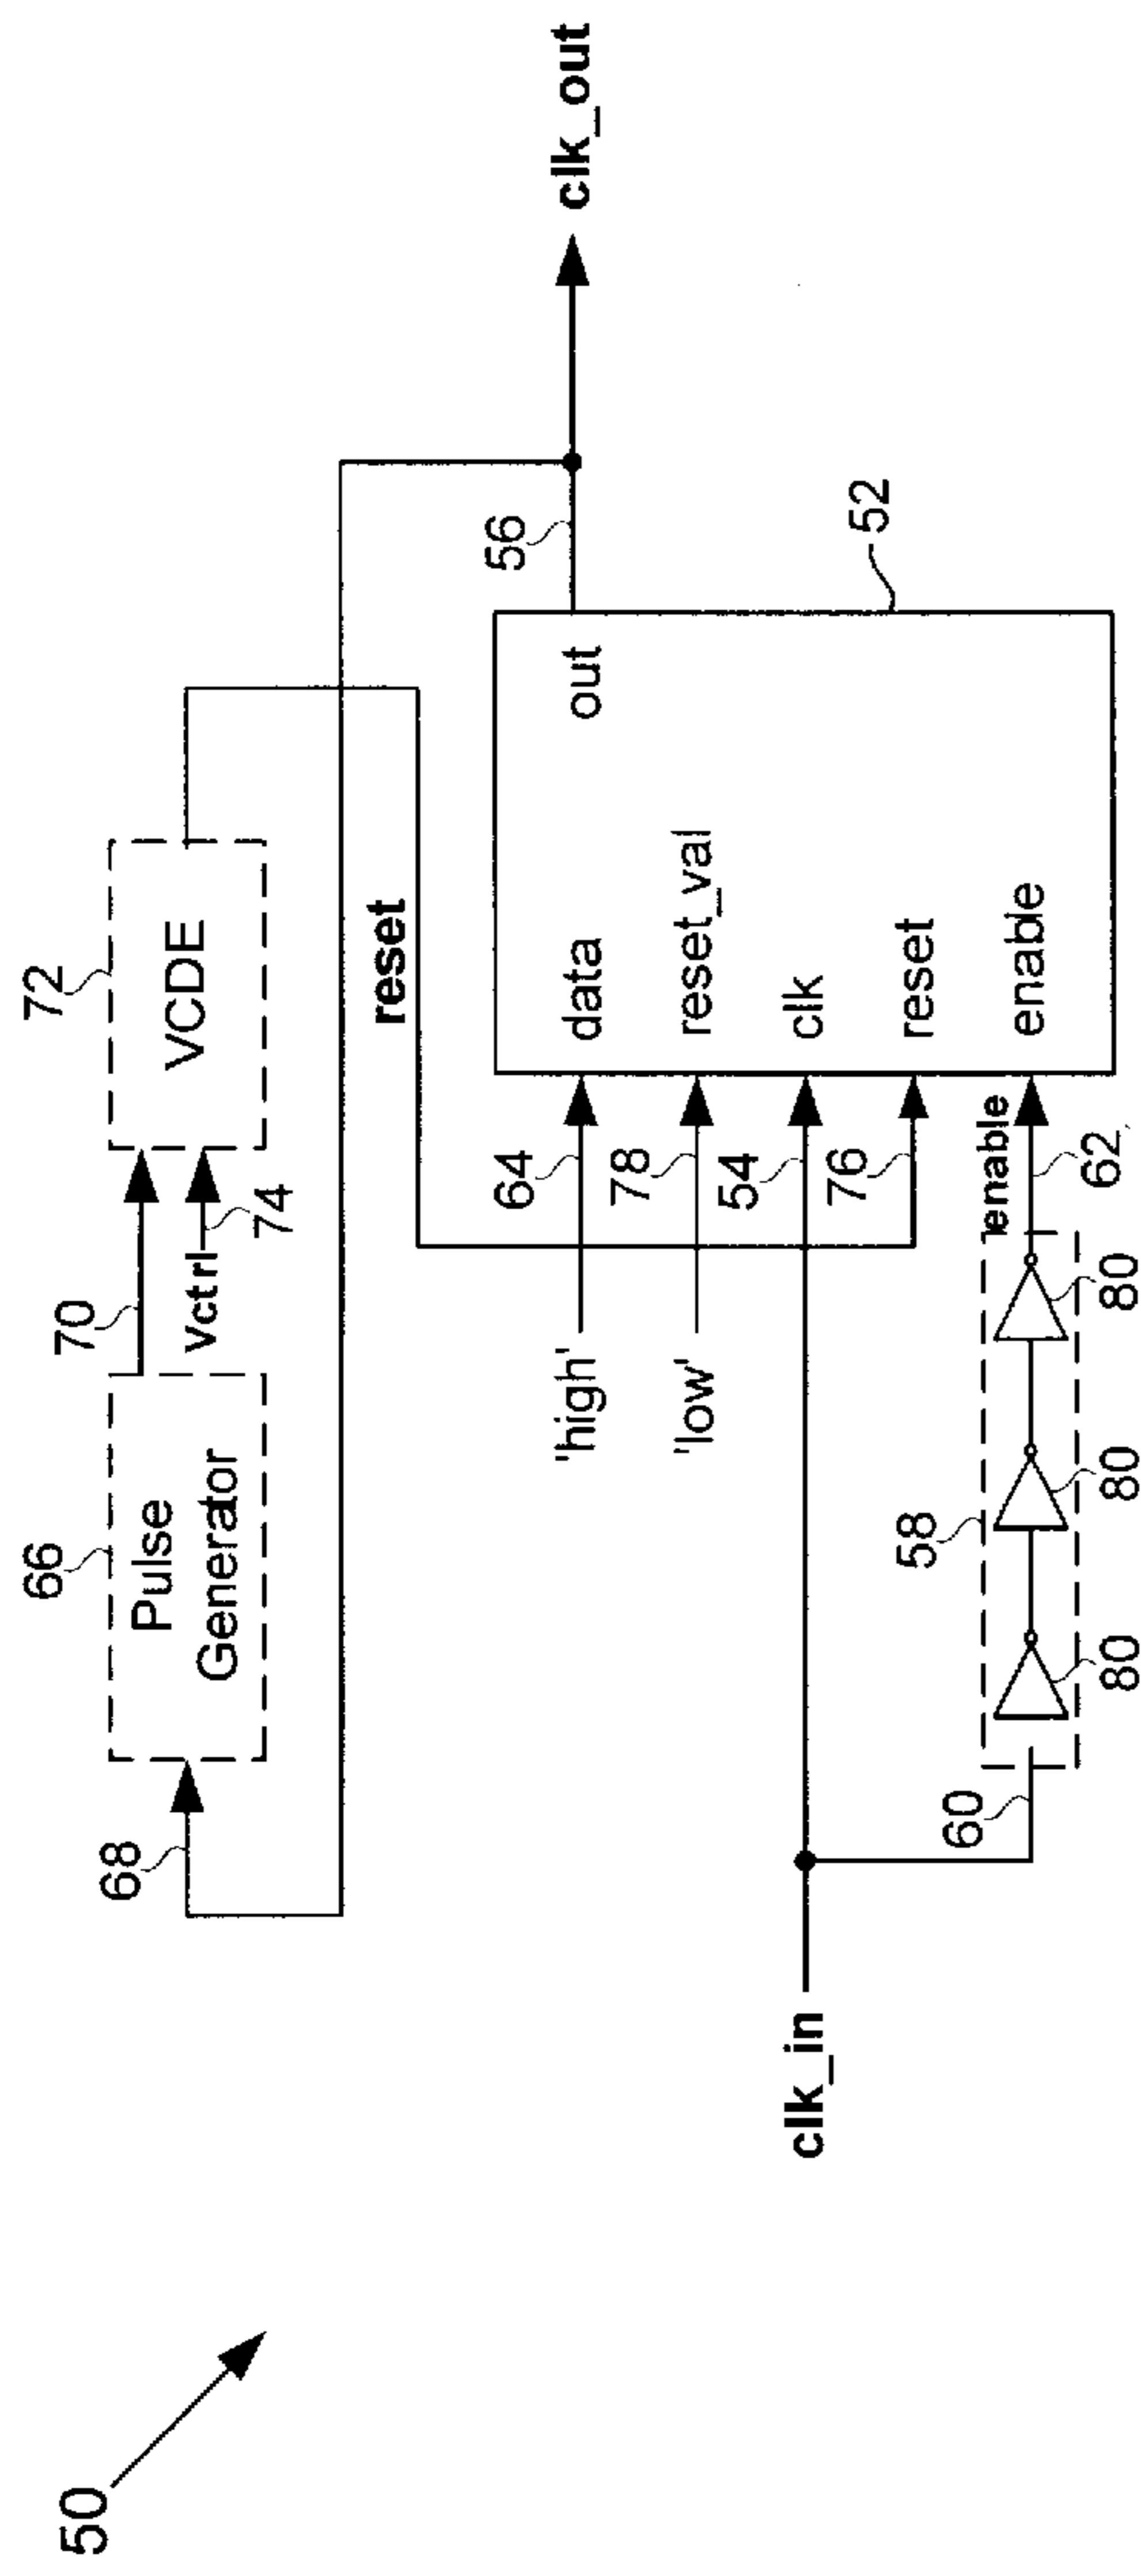 50
66
68
Pulse
Generator
70
Vctrl
74
72
VCDE
reset
clk_out
56
52
out
'high'
64
data
'low'
78
reset_val
clk_in
54
clk
76
reset
enable
62
enable
60
58
80
80
80